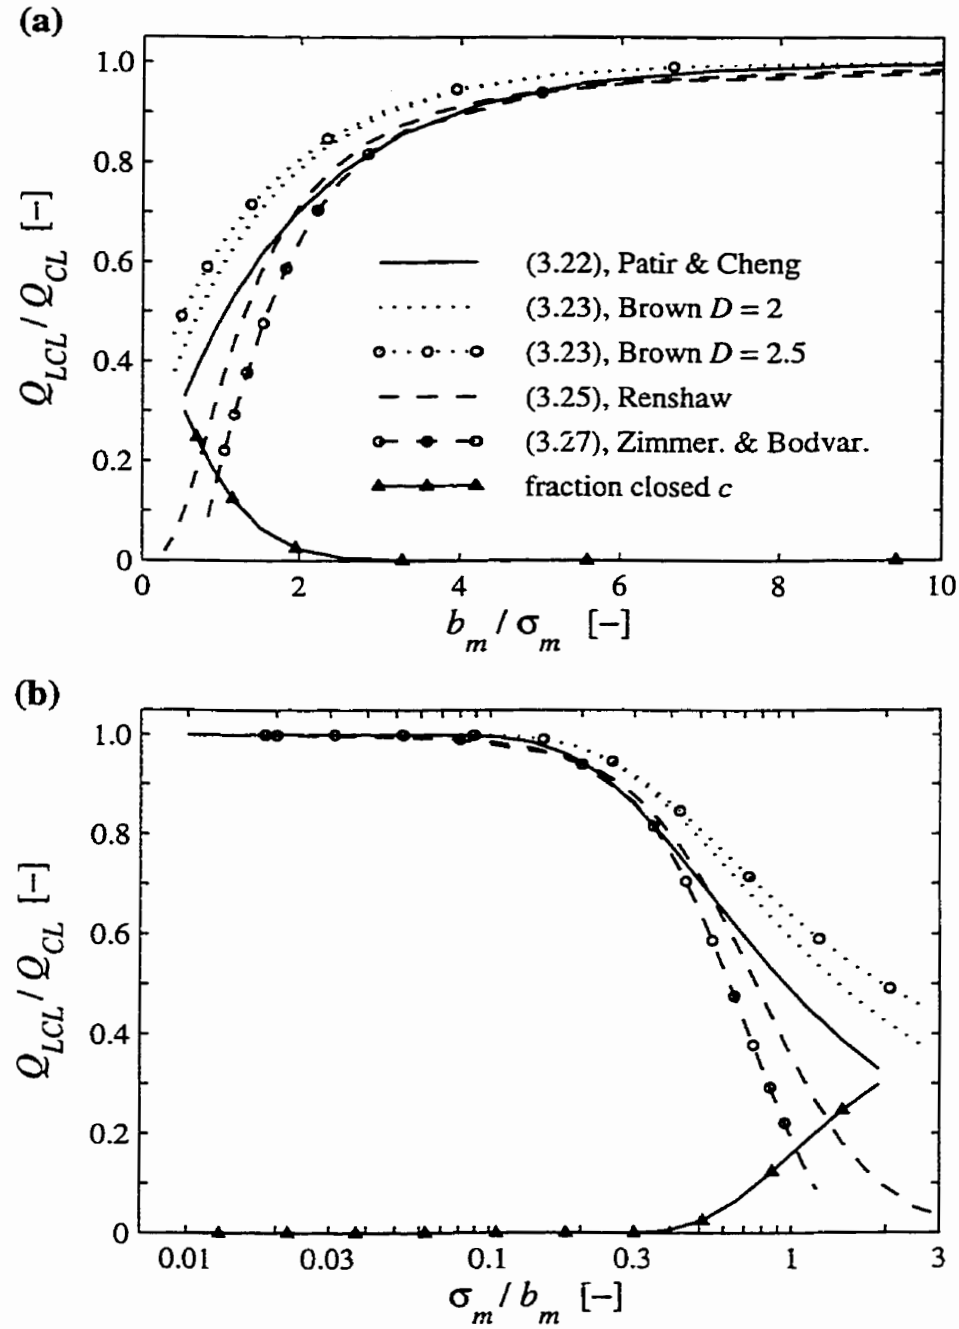 (a)
1.0
0.8
0.6
0.4
0.2
0
Q_LCL / Q_CL [–]
(3.22), Patir & Cheng
(3.23), Brown D = 2
(3.23), Brown D = 2.5
(3.25), Renshaw
(3.27), Zimmer. & Bodvar.
fraction closed c
0 2 4 6 8 10
b_m / σ_m [–]
(b)
1.0
0.8
0.6
0.4
0.2
0
Q_LCL / Q_CL [–]
0.01 0.03 0.1 0.3 1 3
σ_m / b_m [–]